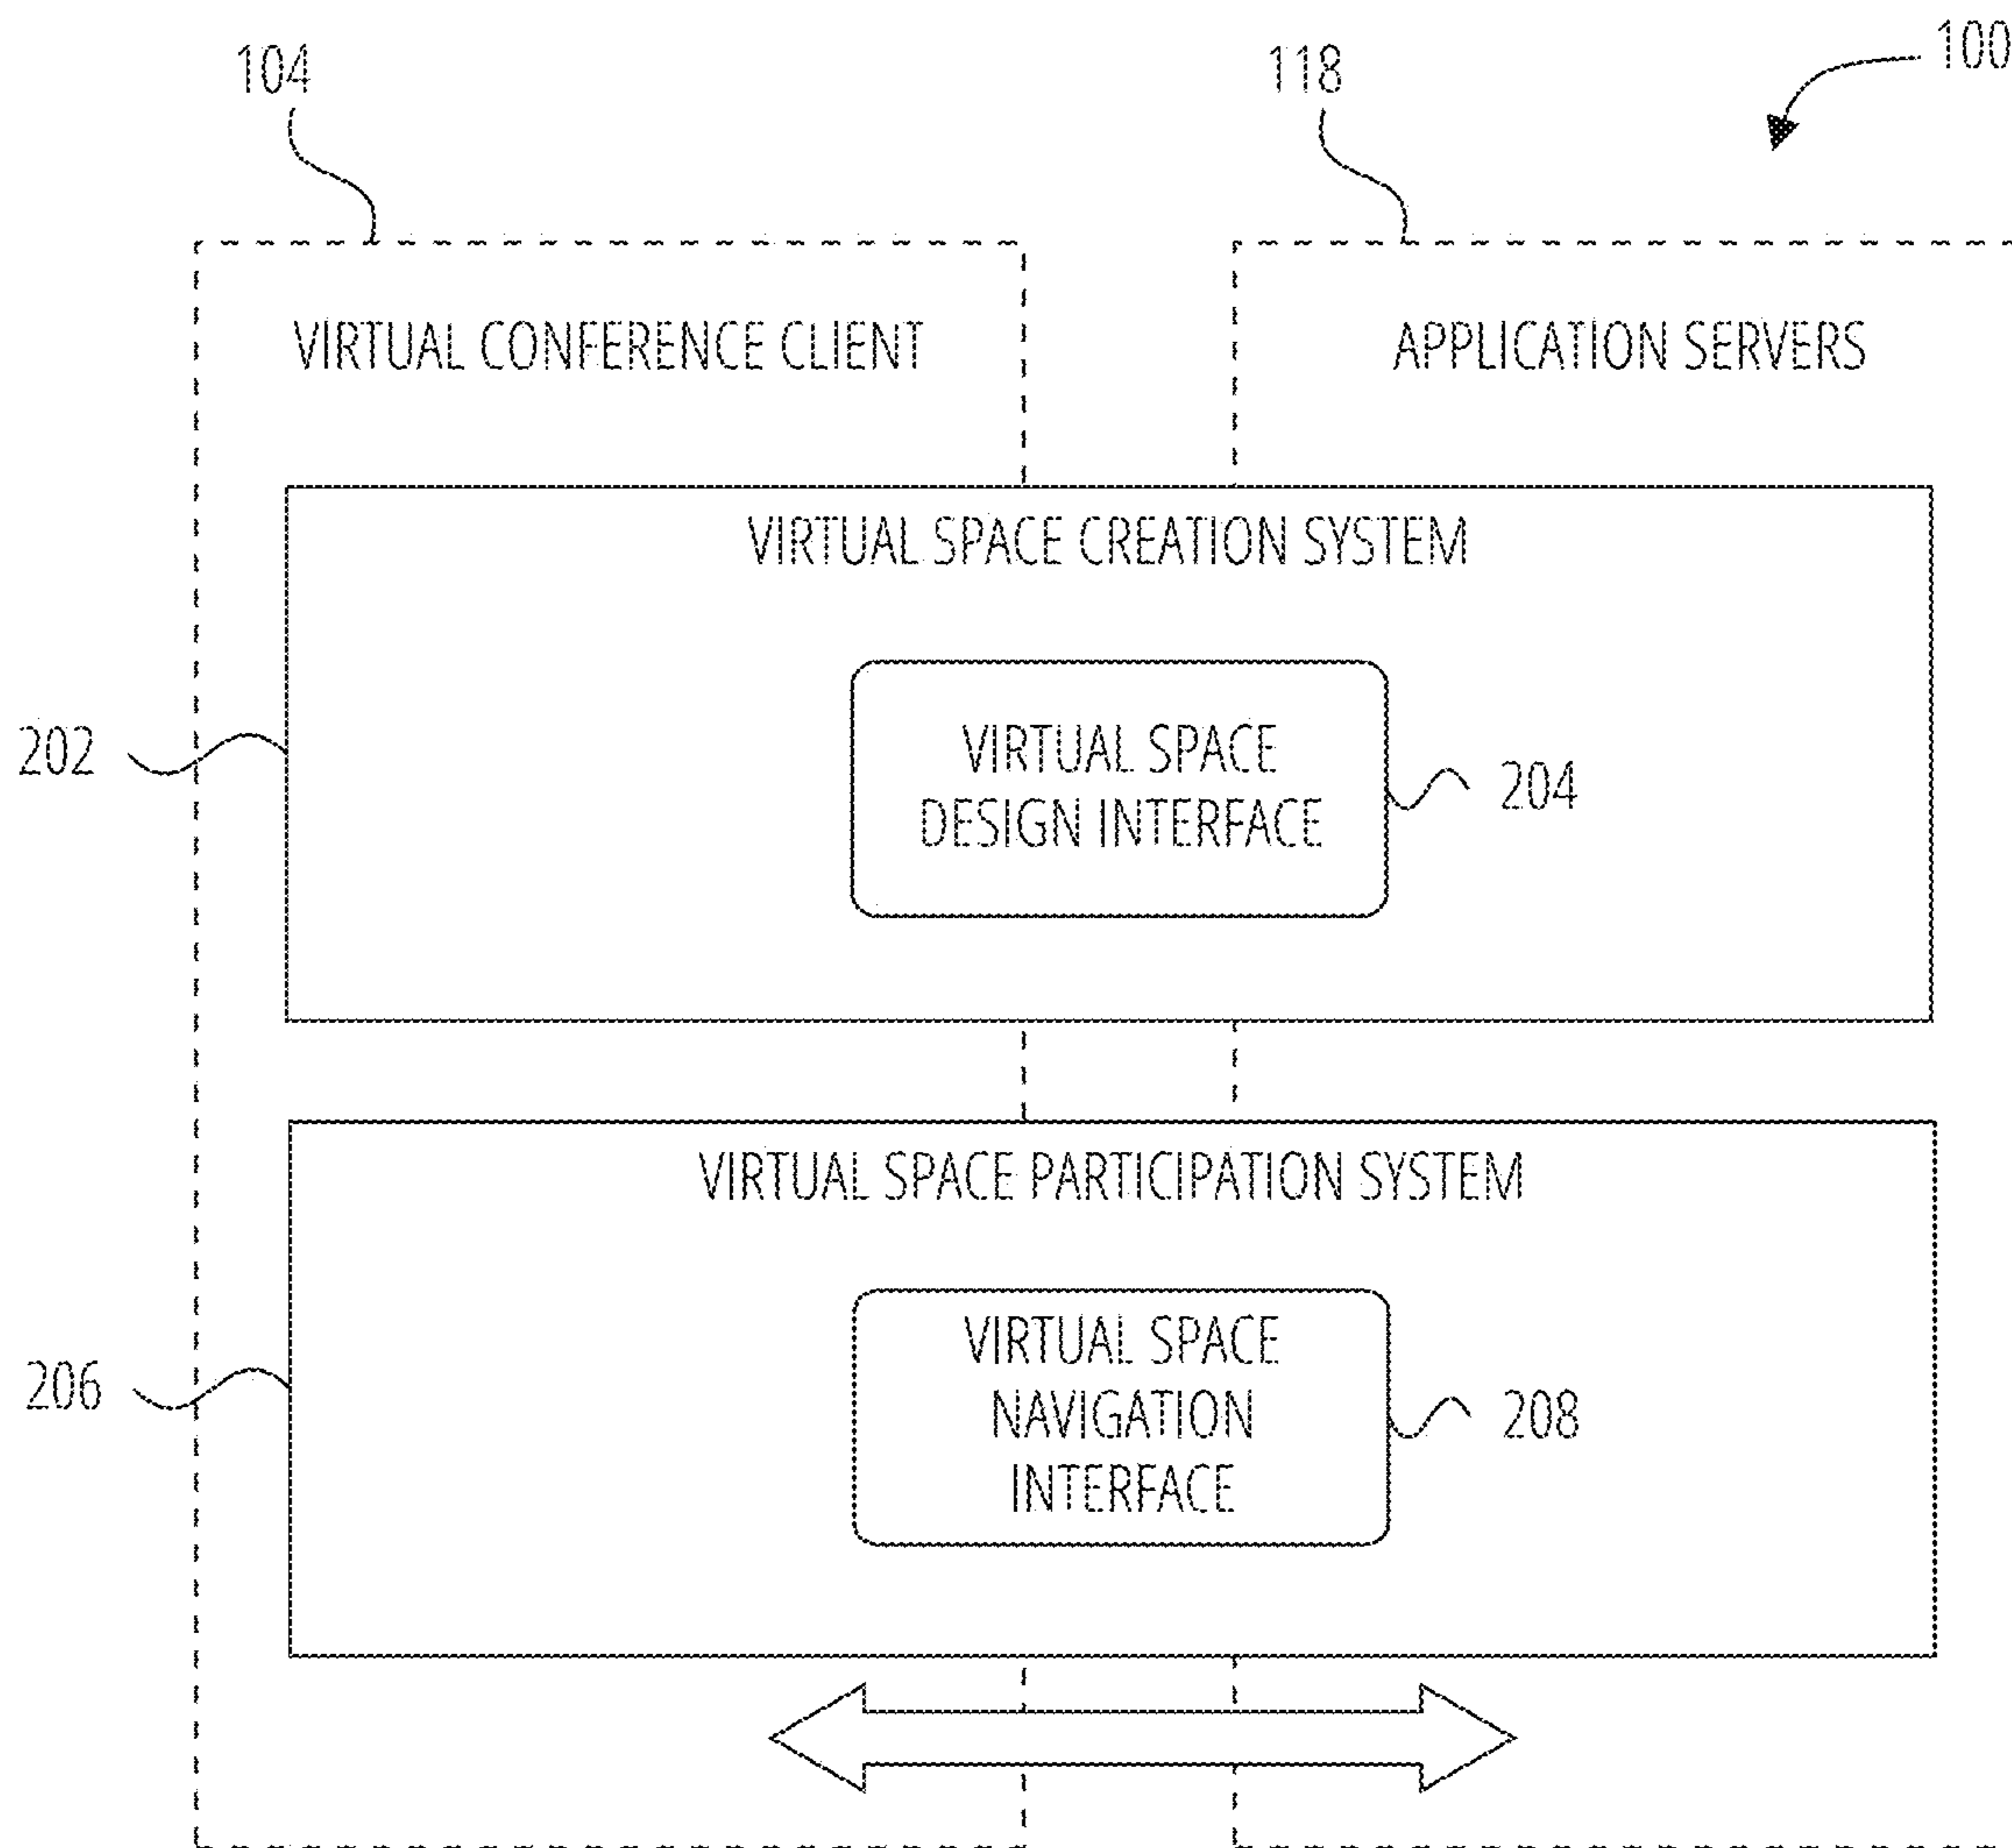 104
118
100
VIRTUAL CONFERENCE CLIENT
APPLICATION SERVERS
VIRTUAL SPACE CREATION SYSTEM
202
VIRTUAL SPACE
DESIGN INTERFACE
204
VIRTUAL SPACE PARTICIPATION SYSTEM
206
VIRTUAL SPACE
NAVIGATION
INTERFACE
208